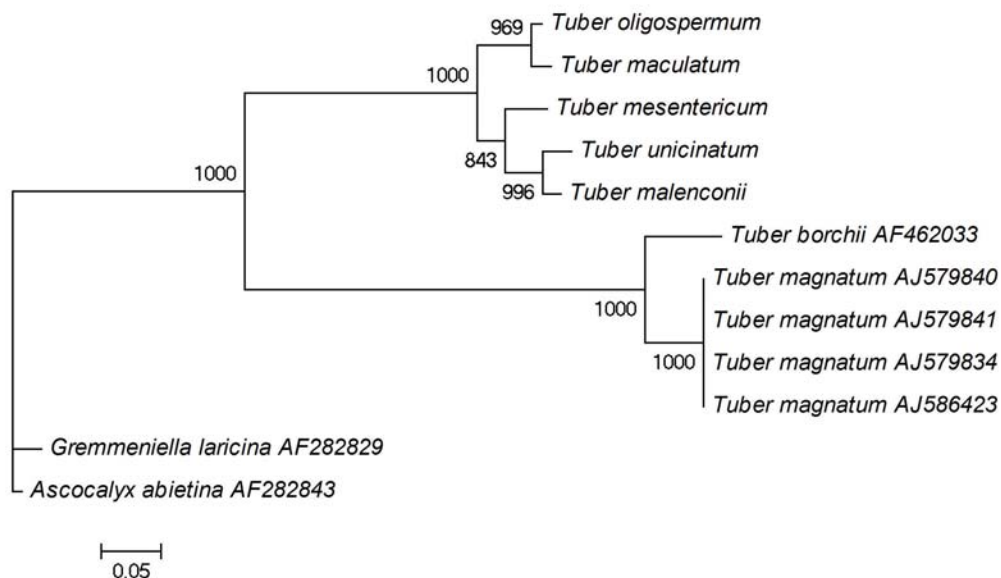 969
Tuber oligospermum
1000
Tuber maculatum
Tuber mesentericum
843
Tuber unicinatum
1000
996
Tuber malenconii
Tuber borchii AF462033
Tuber magnatum AJ579840
1000
Tuber magnatum AJ579841
1000
Tuber magnatum AJ579834
Tuber magnatum AJ586423
Gremmeniella laricina AF282829
Ascocalyx abietina AF282843
0.05